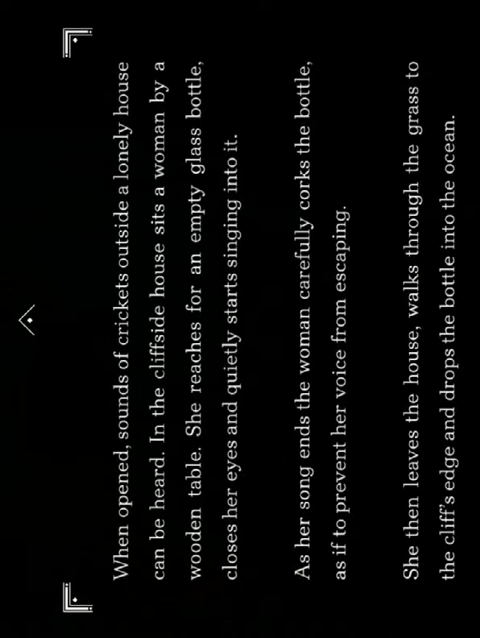 When opened, sounds of crickets outside a lonely house
can be heard. In the cliffside house sits a woman by a
wooden table. She reaches for an empty glass bottle,
closes her eyes and quietly starts singing into it.
As her song ends the woman carefully corks the bottle,
as if to prevent her voice from escaping.
She then leaves the house, walks through the grass to
the cliff's edge and drops the bottle into the ocean.